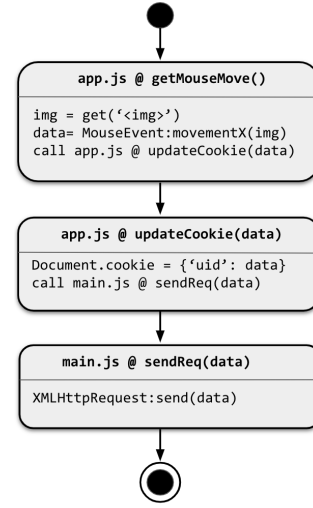 app.js @ getMouseMove()
img = get(‘<img>’)
data= MouseEvent:movementX(img)
call app.js @ updateCookie(data)
app.js @ updateCookie(data)
Document.cookie = {‘uid’: data}
call main.js @ sendReq(data)
main.js @ sendReq(data)
XMLHttpRequest:send(data)